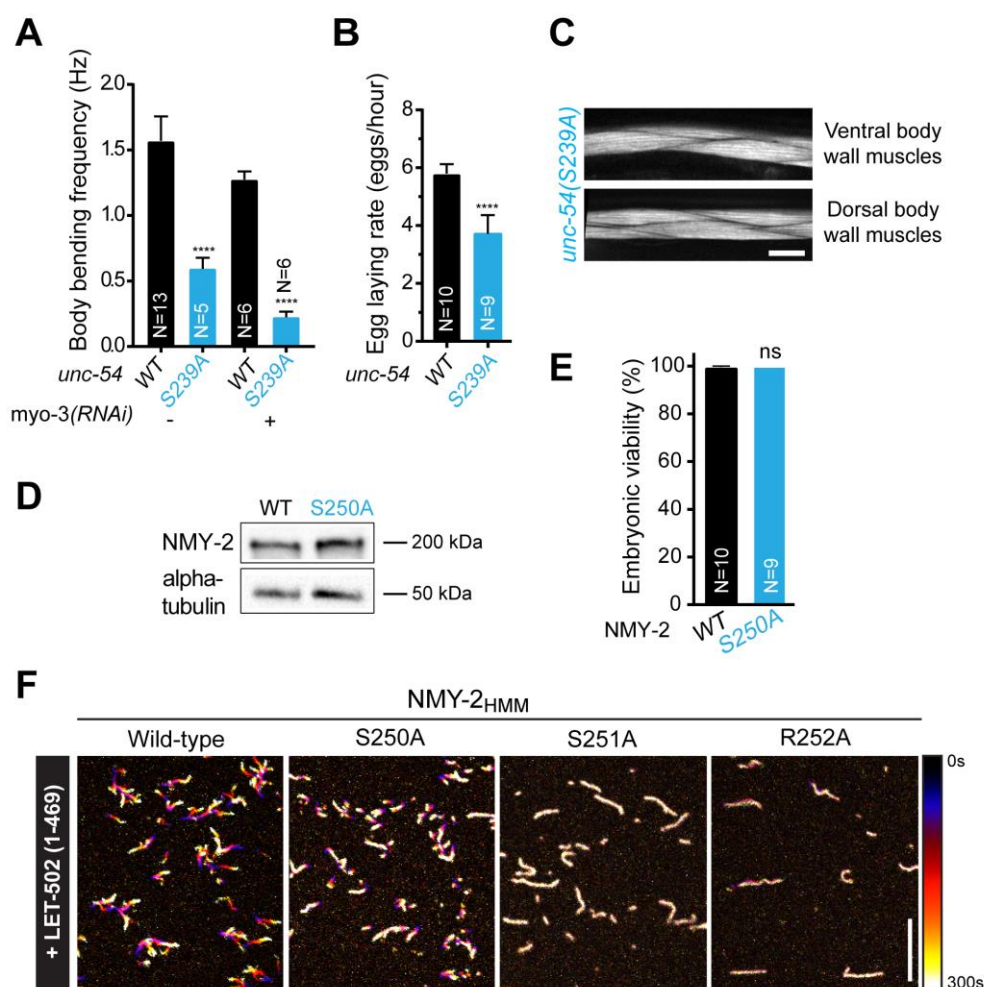 A
Body bending frequency (Hz)
2.0
1.5
1.0
0.5
0.0
N=13
****
N=5
N=6
N=6
****
unc-54
WT
S239A
WT
S239A
myo-3(RNAi)
-
+
B
Egg laying rate (eggs/hour)
8
6
4
2
0
N=10
****
N=9
unc-54
WT
S239A
C
unc-54(S239A)
Ventral body
wall muscles
Dorsal body
wall muscles
D
WT S250A
NMY-2
200 kDa
alpha-
tubulin
50 kDa
E
Embryonic viability (%)
100
80
60
40
20
0
ns
N=10
N=9
NMY-2
WT
S250A
F
NMY-2HMM
Wild-type S250A S251A R252A
+ LET-502 (1-469)
0s
300s